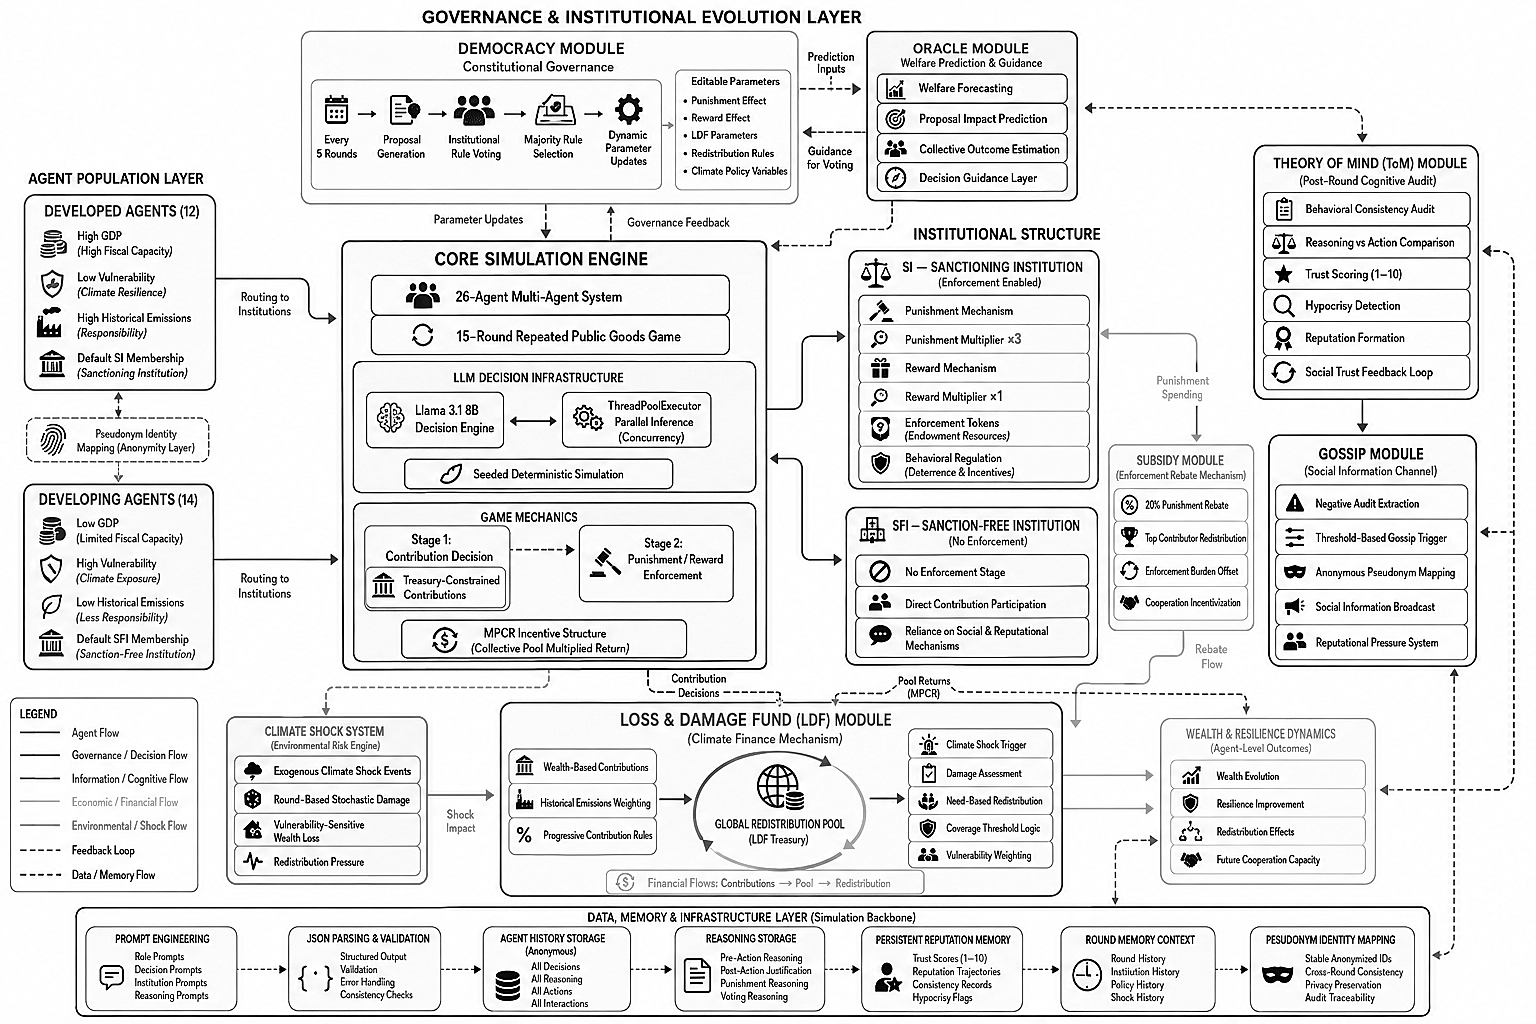 GOVERNANCE & INSTITUTIONAL EVOLUTION LAYER
DEMOCRACY MODULE
Constitutional Governance
Every
5 Rounds
Proposal
Generation
Institutional
Rule Voting
Majority Rule
Selection
Dynamic
Parameter
Updates
Editable Parameters
• Punishment Effect
• Reward Effect
• LDF Parameters
• Redistribution Rules
• Climate Policy Variables
Prediction
Inputs
Guidance
for Voting
ORACLE MODULE
Welfare Prediction & Guidance
Welfare Forecasting
Proposal Impact Prediction
Collective Outcome Estimation
Decision Guidance Layer
THEORY OF MIND (ToM) MODULE
(Post-Round Cognitive Audit)
Behavioral Consistency Audit
Reasoning vs Action Comparison
Trust Scoring (1–10)
Hypocrisy Detection
Reputation Formation
Social Trust Feedback Loop
AGENT POPULATION LAYER
DEVELOPED AGENTS (12)
High GDP
(High Fiscal Capacity)
Low Vulnerability
(Climate Resilience)
High Historical Emissions
(Responsibility)
Default SI Membership
(Sanctioning Institution)
Pseudonym Identity
Mapping (Anonymity Layer)
DEVELOPING AGENTS (14)
Low GDP
(Limited Fiscal Capacity)
High Vulnerability
(Climate Exposure)
Low Historical Emissions
(Less Responsibility)
Default SFI Membership
(Sanction-Free Institution)
Routing to
Institutions
Routing to
Institutions
Parameter Updates
Governance Feedback
CORE SIMULATION ENGINE
26-Agent Multi-Agent System
15-Round Repeated Public Goods Game
LLM DECISION INFRASTRUCTURE
Llama 3.1 8B
Decision Engine
ThreadPoolExecutor
Parallel Inference
(Concurrency)
Seeded Deterministic Simulation
GAME MECHANICS
Stage 1:
Contribution Decision
Treasury-Constrained
Contributions
Stage 2:
Punishment / Reward
Enforcement
MPCR Incentive Structure
(Collective Pool Multiplied Return)
INSTITUTIONAL STRUCTURE
SI — SANCTIONING INSTITUTION
(Enforcement Enabled)
Punishment Mechanism
Punishment Multiplier ×3
Reward Mechanism
Reward Multiplier ×1
Enforcement Tokens
(Endowment Resources)
Behavioral Regulation
(Deterrence & Incentives)
SFI — SANCTION-FREE INSTITUTION
(No Enforcement)
No Enforcement Stage
Direct Contribution Participation
Reliance on Social & Reputational
Mechanisms
Punishment
Spending
SUBSIDY MODULE
(Enforcement Rebate Mechanism)
20% Punishment Rebate
Top Contributor Redistribution
Enforcement Burden Offset
Cooperation Incentivization
Rebate
Flow
GOSSIP MODULE
(Social Information Channel)
Negative Audit Extraction
Threshold-Based Gossip Trigger
Anonymous Pseudonym Mapping
Social Information Broadcast
Reputational Pressure System
LEGEND
Agent Flow
Governance / Decision Flow
Information / Cognitive Flow
Economic / Financial Flow
Environmental / Shock Flow
Feedback Loop
Data / Memory Flow
CLIMATE SHOCK SYSTEM
(Environmental Risk Engine)
Exogenous Climate Shock Events
Round-Based Stochastic Damage
Vulnerability-Sensitive
Wealth Loss
Redistribution Pressure
Shock
Impact
Contribution
Decisions
Pool Returns
(MPCR)
LOSS & DAMAGE FUND (LDF) MODULE
(Climate Finance Mechanism)
Wealth-Based Contributions
Historical Emissions Weighting
Progressive Contribution Rules
GLOBAL REDISTRIBUTION POOL
(LDF Treasury)
Climate Shock Trigger
Damage Assessment
Need-Based Redistribution
Coverage Threshold Logic
Vulnerability Weighting
Financial Flows: Contributions → Pool → Redistribution
WEALTH & RESILIENCE DYNAMICS
(Agent-Level Outcomes)
Wealth Evolution
Resilience Improvement
Redistribution Effects
Future Cooperation Capacity
DATA, MEMORY & INFRASTRUCTURE LAYER (Simulation Backbone)
PROMPT ENGINEERING
Role Prompts
Decision Prompts
Institution Prompts
Reasoning Prompts
JSON PARSING & VALIDATION
Structured Output
Validation
Error Handling
Consistency Checks
AGENT HISTORY STORAGE
(Anonymous)
All Decisions
All Reasoning
All Actions
All Interactions
REASONING STORAGE
Pre-Action Reasoning
Post-Action Justification
Punishment Reasoning
Voting Reasoning
PERSISTENT REPUTATION MEMORY
Trust Scores (1–10)
Reputation Trajectories
Consistency Records
Hypocrisy Flags
ROUND MEMORY CONTEXT
Round History
Institution History
Policy History
Shock History
PESUDONYM IDENTITY MAPPING
Stable Anonymized IDs
Cross-Round Consistency
Privacy Preservation
Audit Traceability